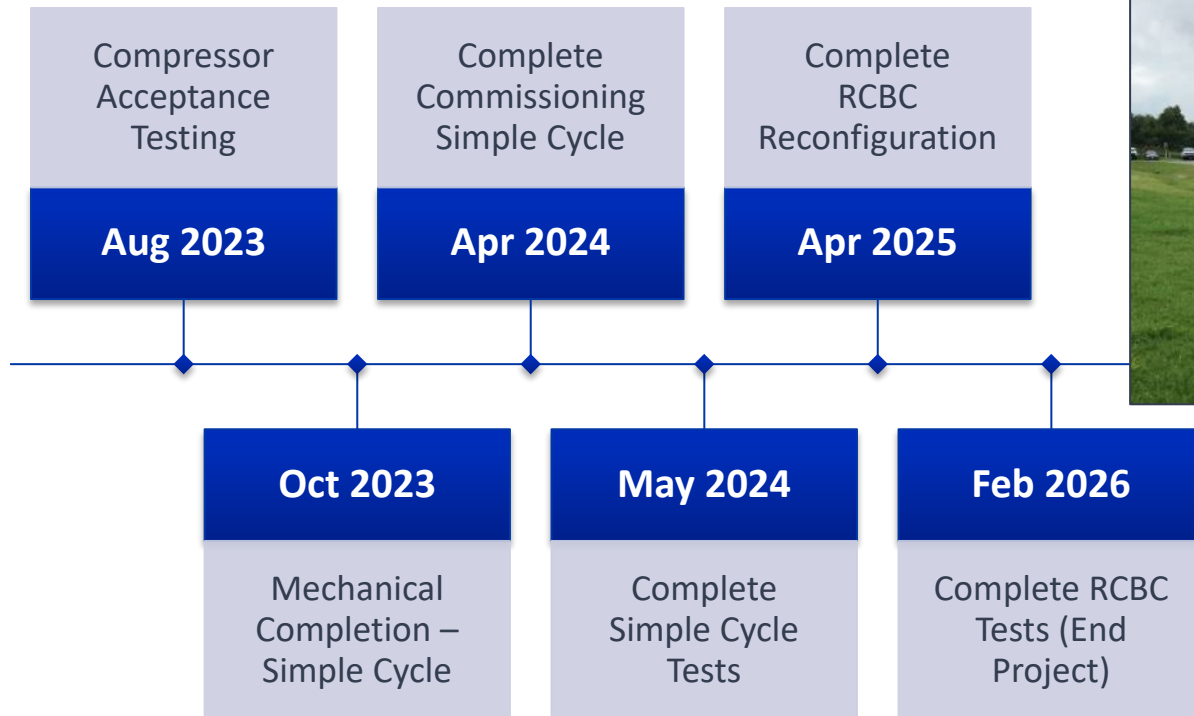 Compressor
Acceptance
Testing
Aug 2023
Complete
Commissioning
Simple Cycle
Apr 2024
Complete
RCBC
Reconfiguration
Apr 2025
Oct 2023
Mechanical
Completion –
Simple Cycle
May 2024
Complete
Simple Cycle
Tests
Feb 2026
Complete RCBC
Tests (End
Project)